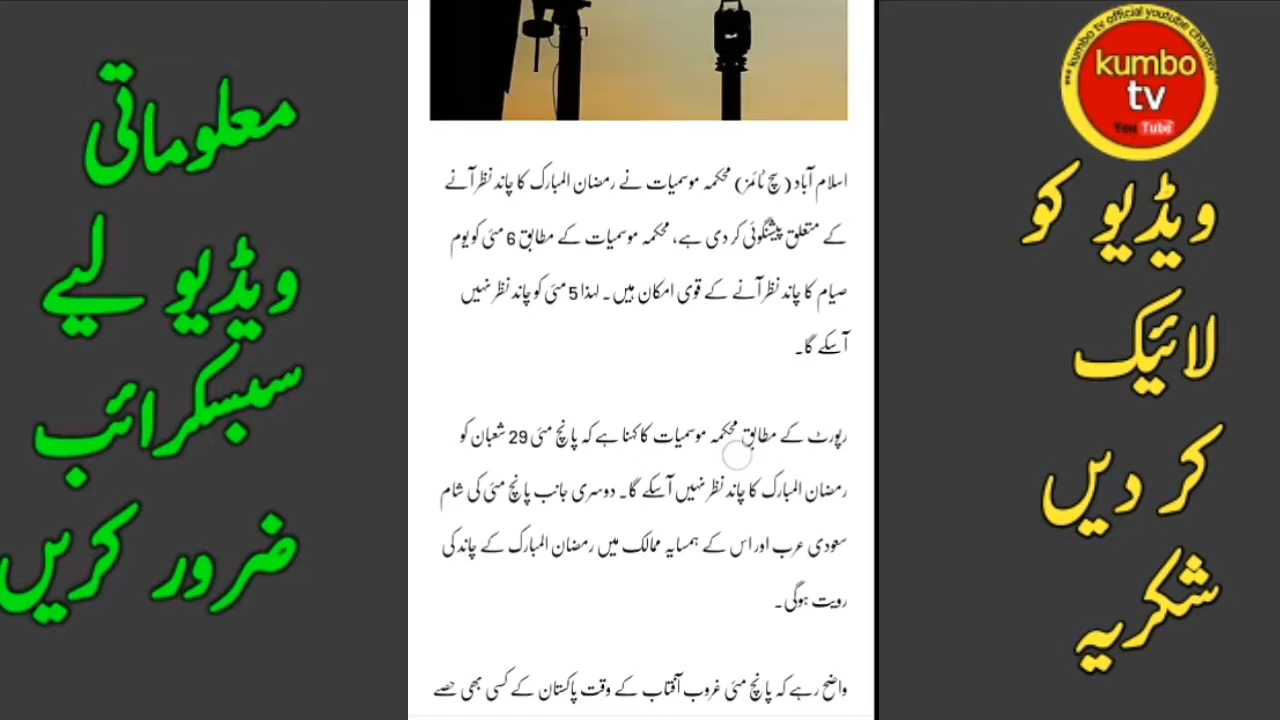 معلوماتی
ویڈیو لیے
سبسکرائب
ضرور کریں
اسلام آباد (سچ ٹائمز) محکمہ موسمیات نے رمضان المبارک کا چاند نظر آنے
کے متعلق پیشنگوئی کر دی ہے، محکمہ موسمیات کے مطابق 6 مئی کو یوم
صیام کا چاند نظر آنے کے قوی امکان ہیں۔ لہذا 5 مئی کو چاند نظر نہیں
آسکے گا۔
رپورٹ کے مطابق محکمہ موسمیات کا کہنا ہے کہ پانچ مئی 29 شعبان کو
رمضان المبارک کا چاند نظر نہیں آسکے گا۔ دوسری جانب پانچ مئی کی شام
سعودی عرب اور اس کے ہمسایہ ممالک میں رمضان المبارک کے چاند کی
رویت ہوگی۔
واضح رہے کہ پانچ مئی غروب آفتاب کے وقت پاکستان کے کسی بھی حصے
kumbo tv official youtube channel
kumbo
tv
You Tube
ویڈیو کو
لائیک
کر دیں
شکریہ